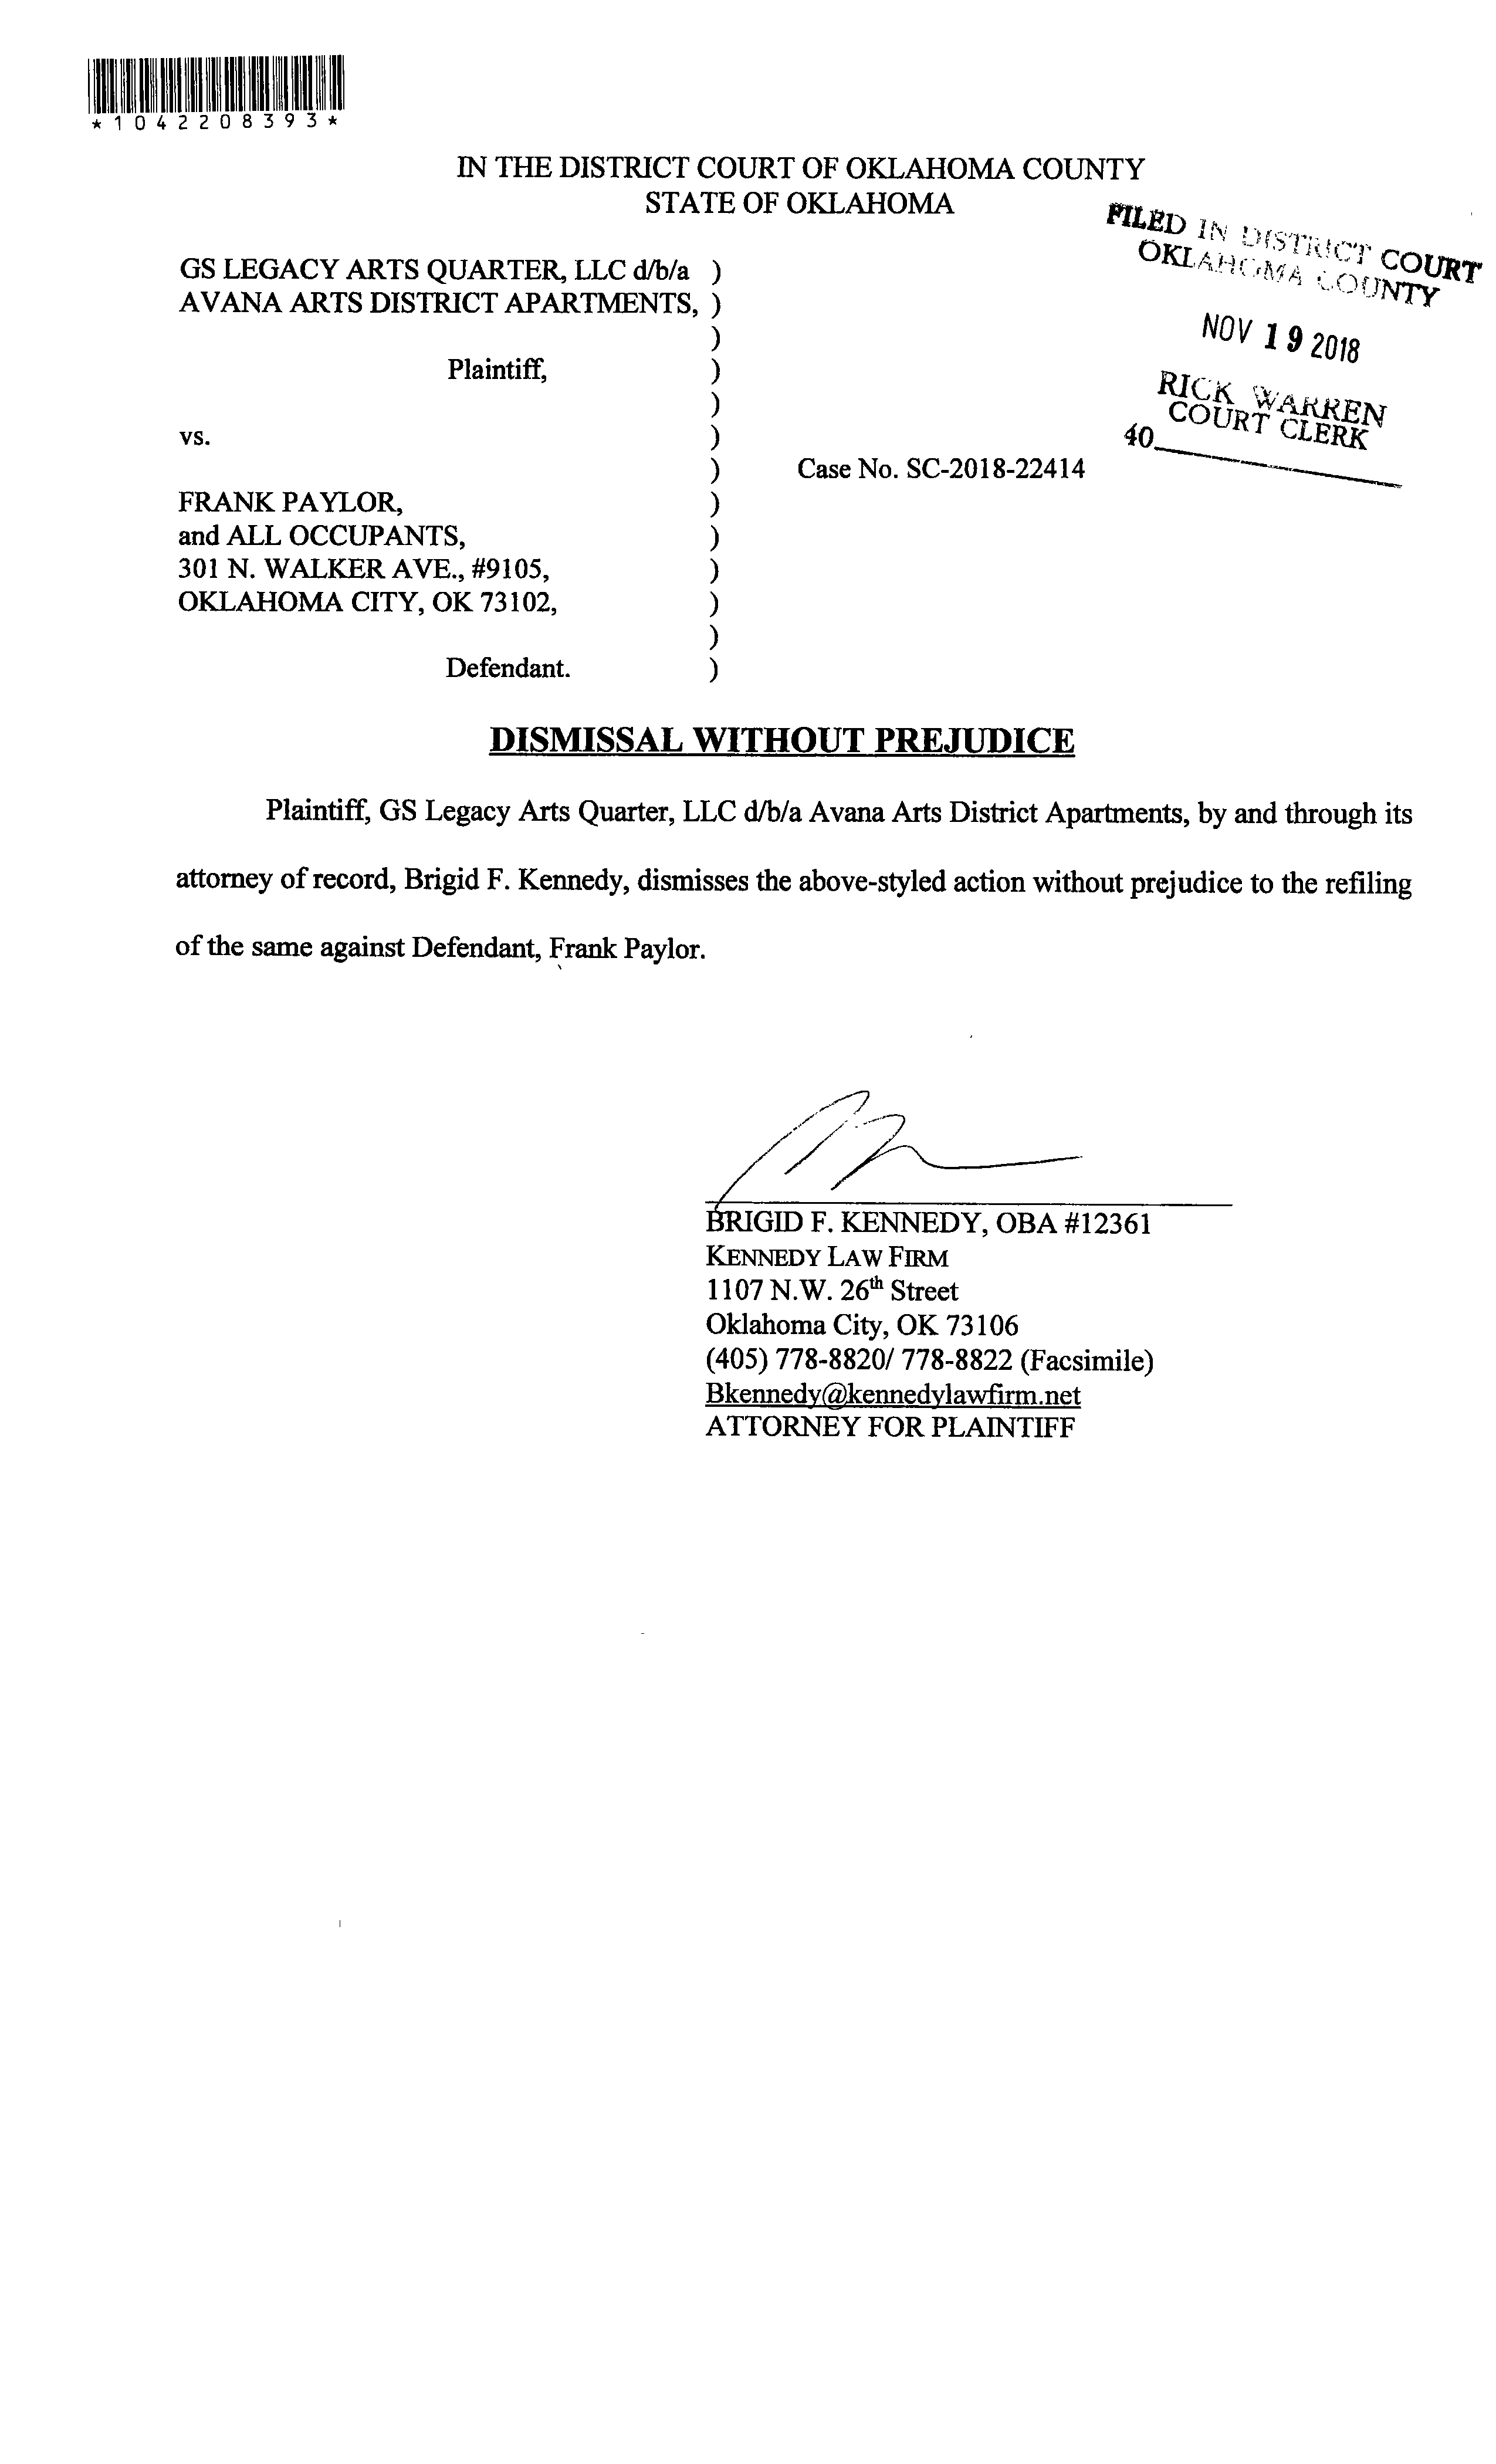 *1042208393*
IN THE DISTRICT COURT OF OKLAHOMA COUNTY
STATE OF OKLAHOMA
FILED IN DISTRICT COURT
OKLAHOMA COUNTY
NOV 19 2018
RICK WARREN
COURT CLERK
40
GS LEGACY ARTS QUARTER, LLC d/b/a )
AVANA ARTS DISTRICT APARTMENTS, )
)
Plaintiff, )
)
vs. )
) Case No. SC-2018-22414
FRANK PAYLOR, )
and ALL OCCUPANTS, )
301 N. WALKER AVE., #9105, )
OKLAHOMA CITY, OK 73102, )
)
Defendant. )
DISMISSAL WITHOUT PREJUDICE
Plaintiff, GS Legacy Arts Quarter, LLC d/b/a Avana Arts District Apartments, by and through its
attorney of record, Brigid F. Kennedy, dismisses the above-styled action without prejudice to the refiling
of the same against Defendant, Frank Paylor.
BRIGID F. KENNEDY, OBA #12361
KENNEDY LAW FIRM
1107 N.W. 26th Street
Oklahoma City, OK 73106
(405) 778-8820/ 778-8822 (Facsimile)
Bkennedy@kennedylawfirm.net
ATTORNEY FOR PLAINTIFF